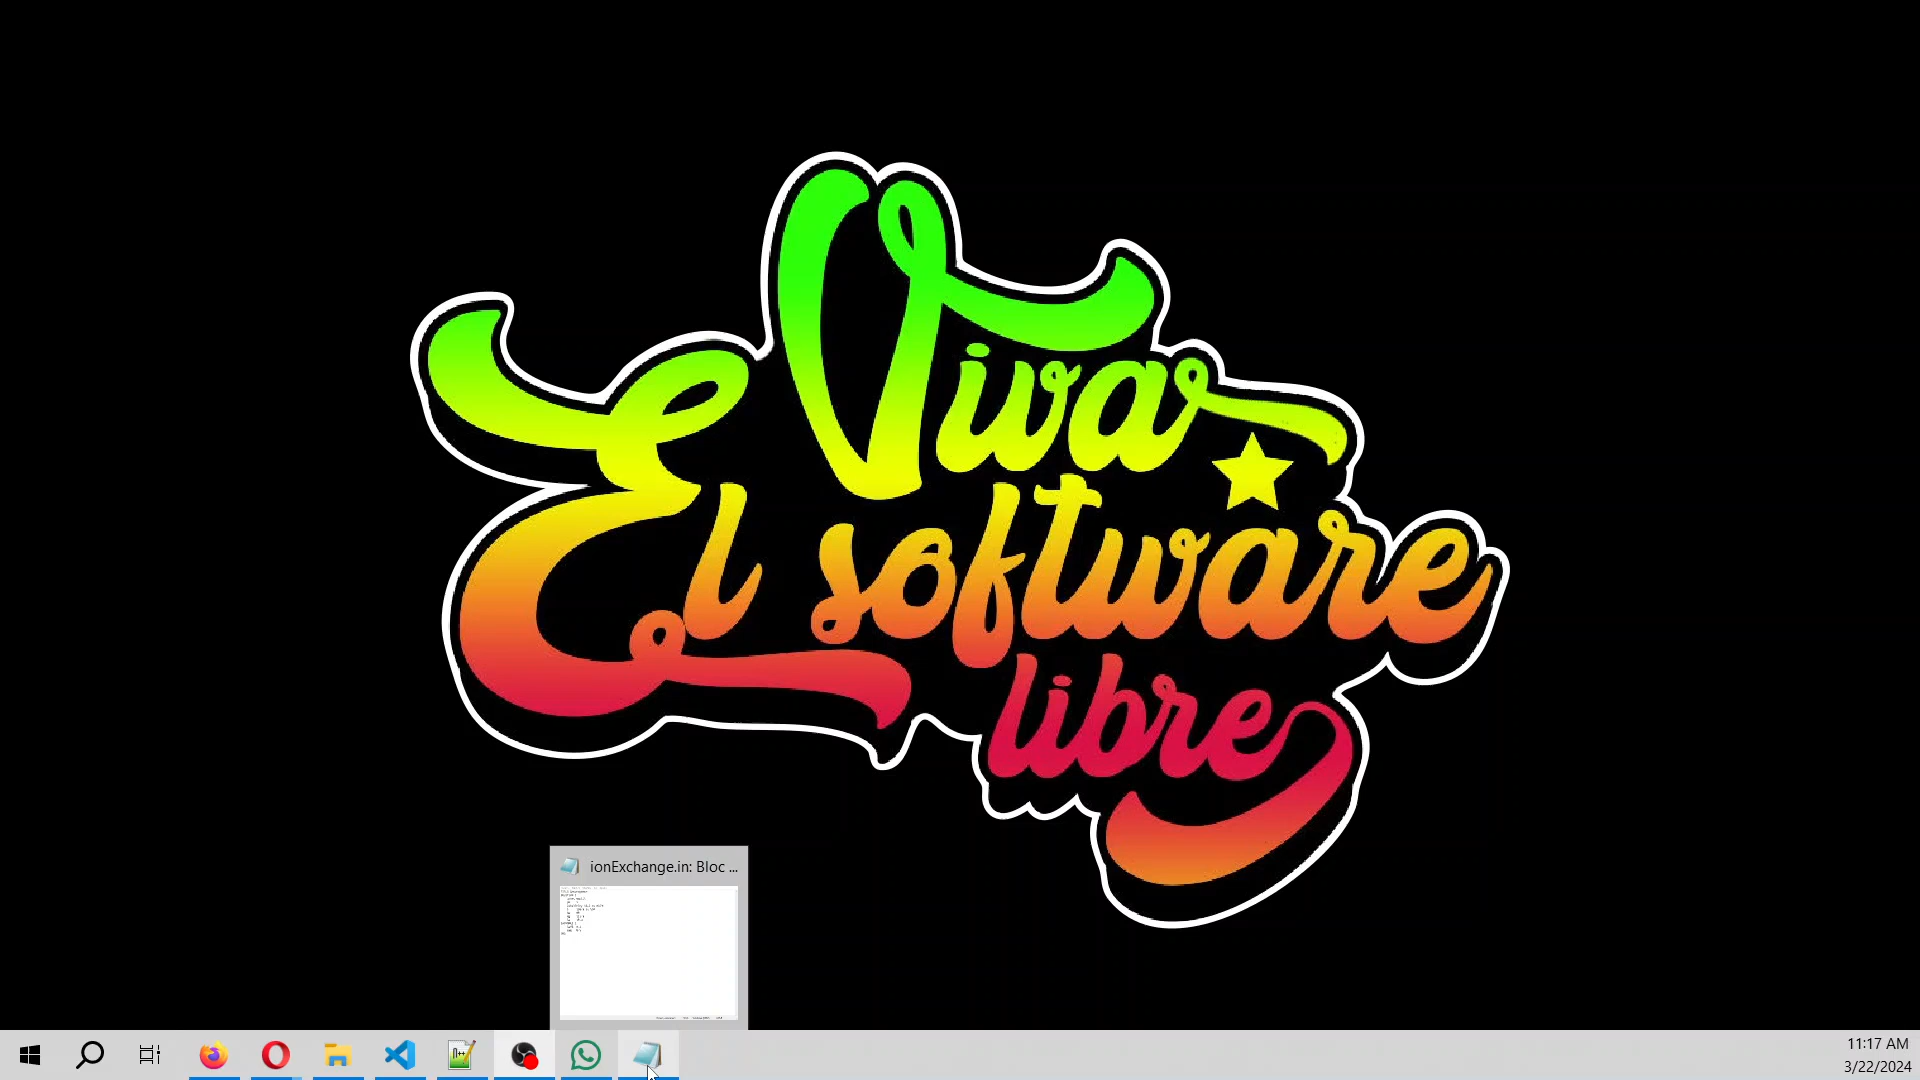 Viva
El software
libre
ionExchange.in: Bloc ...
11:17 AM
3/22/2024